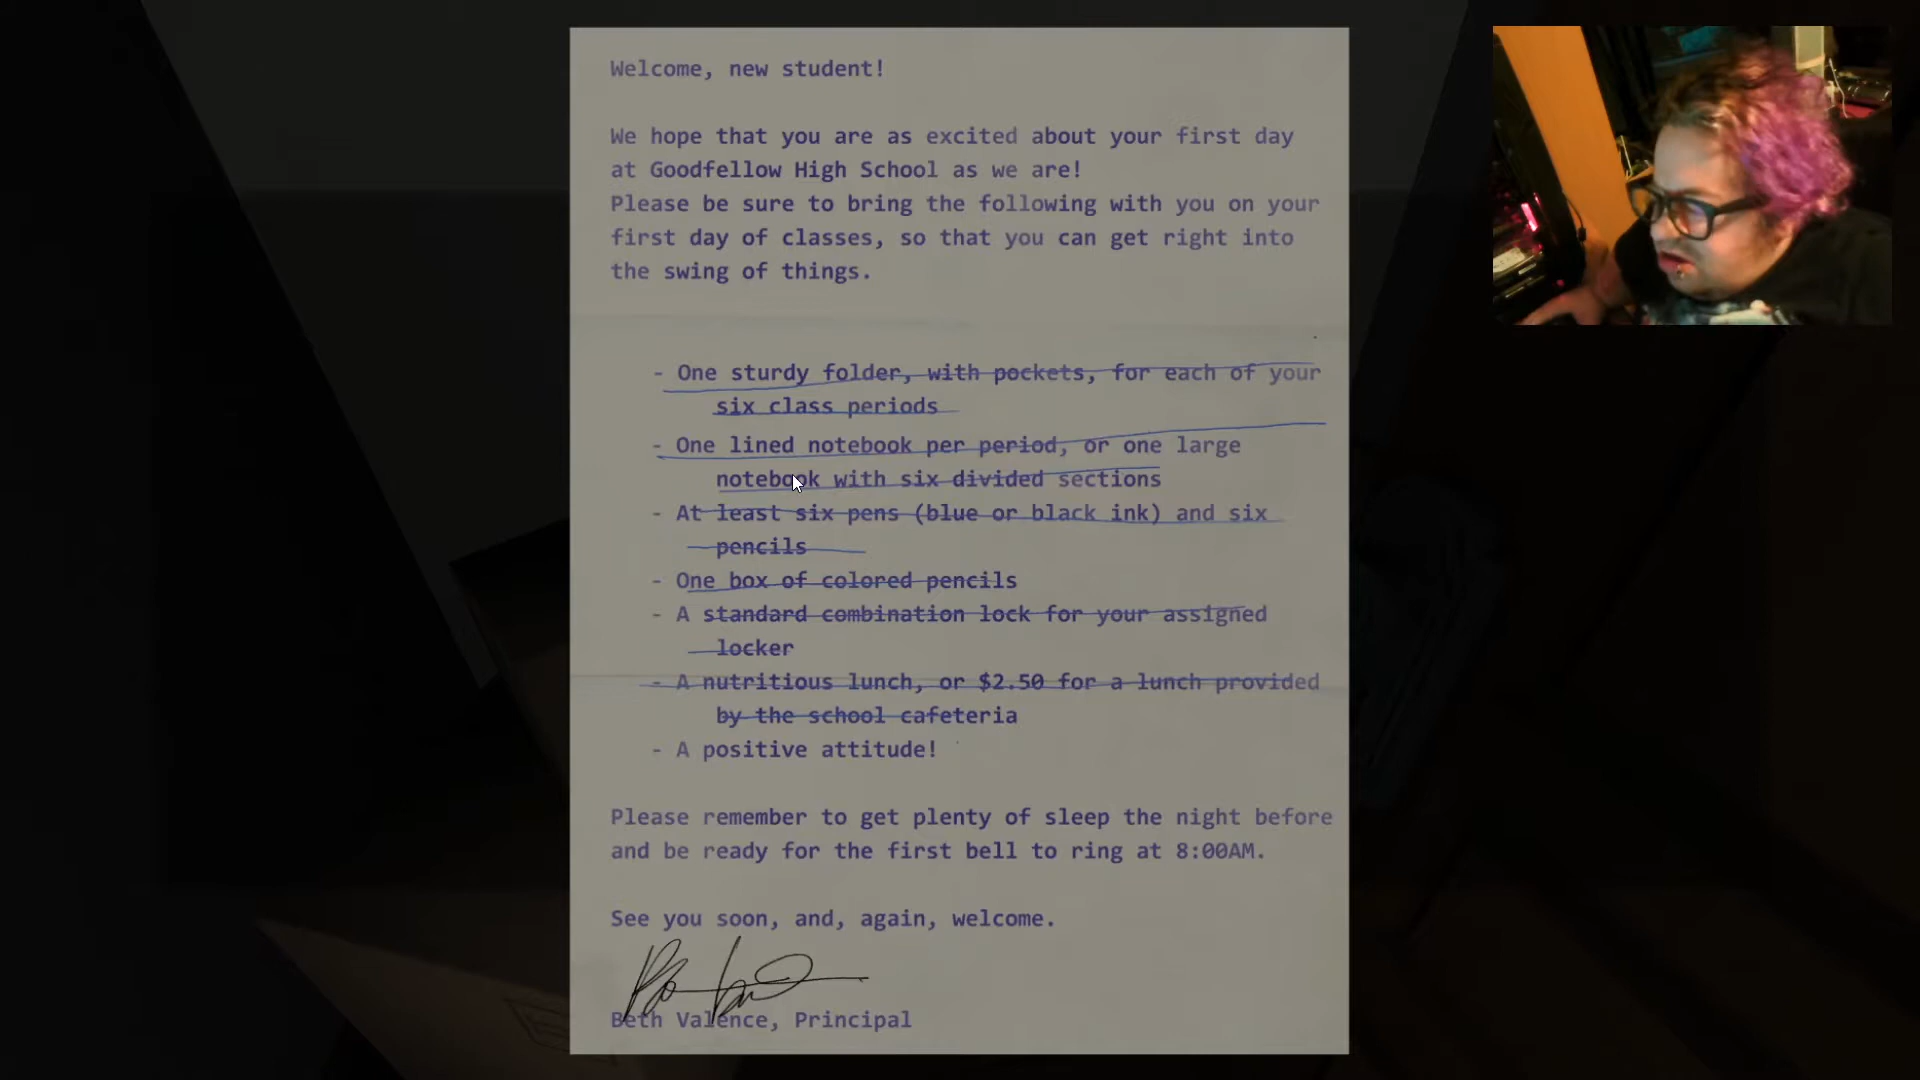 Welcome, new student!
We hope that you are as excited about your first day
at Goodfellow High School as we are!
Please be sure to bring the following with you on your
first day of classes, so that you can get right into
the swing of things.
- One sturdy folder, with pockets, for each of your
six class periods
- One lined notebook per period, or one large
notebook with six divided sections
- At least six pens (blue or black ink) and six
pencils
- One box of colored pencils
- A standard combination lock for your assigned
locker
- A nutritious lunch, or $2.50 for a lunch provided
by the school cafeteria
- A positive attitude!
Please remember to get plenty of sleep the night before
and be ready for the first bell to ring at 8:00AM.
See you soon, and, again, welcome.
Beth Valence, Principal